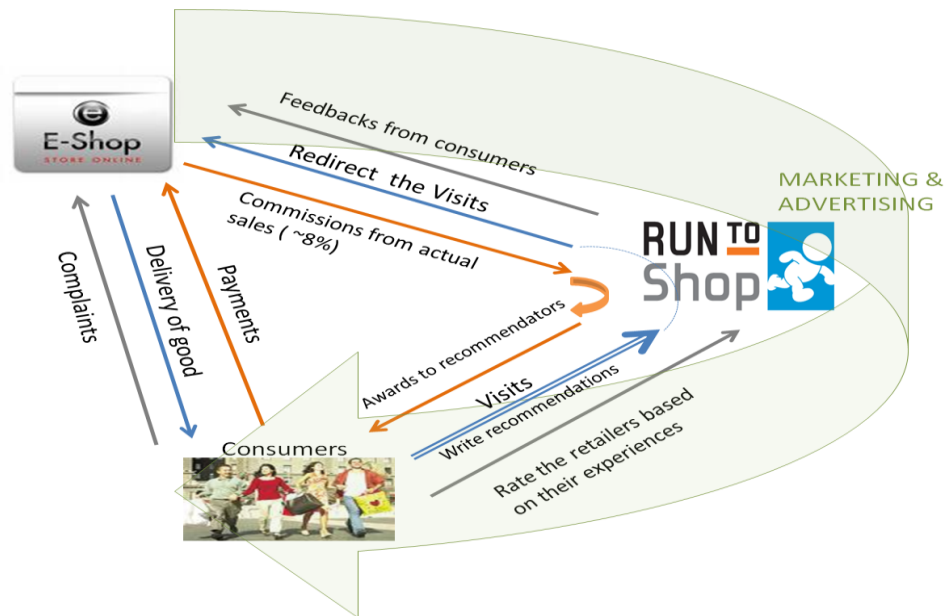 Feedbacks from consumers
Redirect the Visits
Commissions from actual
sales ( ~8%)
e
E-Shop
STORE ONLINE
MARKETING &
ADVERTISING
RUN TO
Shop
Complaints
Delivery of good
Payments
Awards to recommendators
Visits
Write recommendations
Rate the retailers based
on their experiences
Consumers